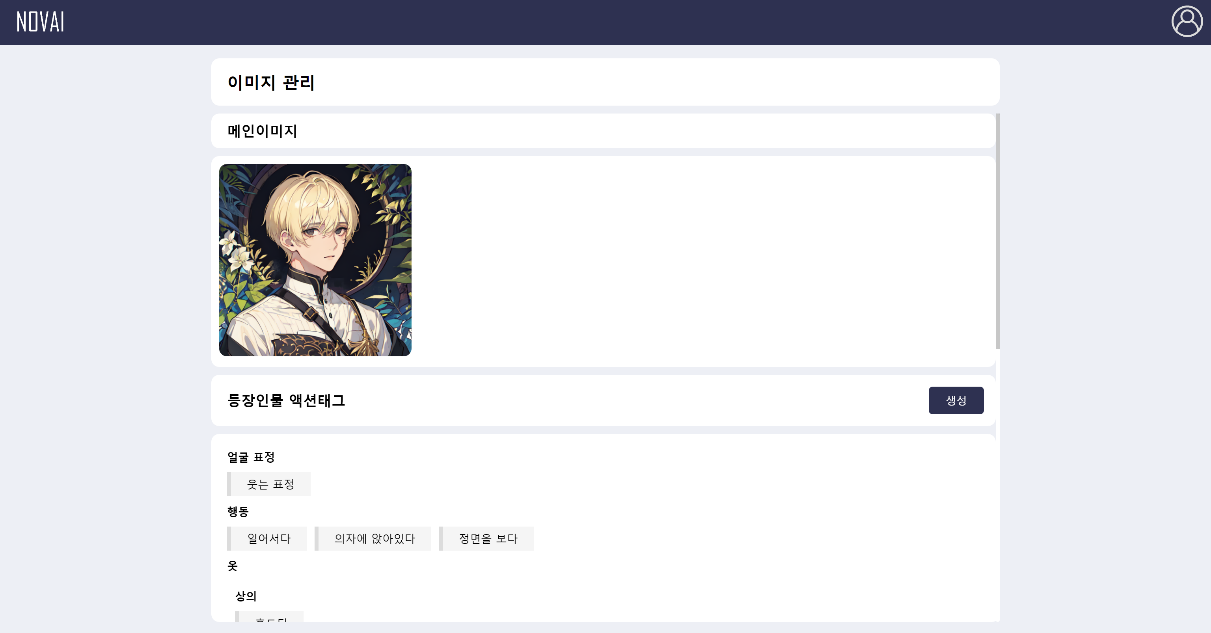 NOVAI
이미지 관리
메인이미지
등장인물 액션태그
생성
얼굴 표정
웃는 표정
행동
일어서다 의자에 앉아있다 정면을 보다
옷
상의